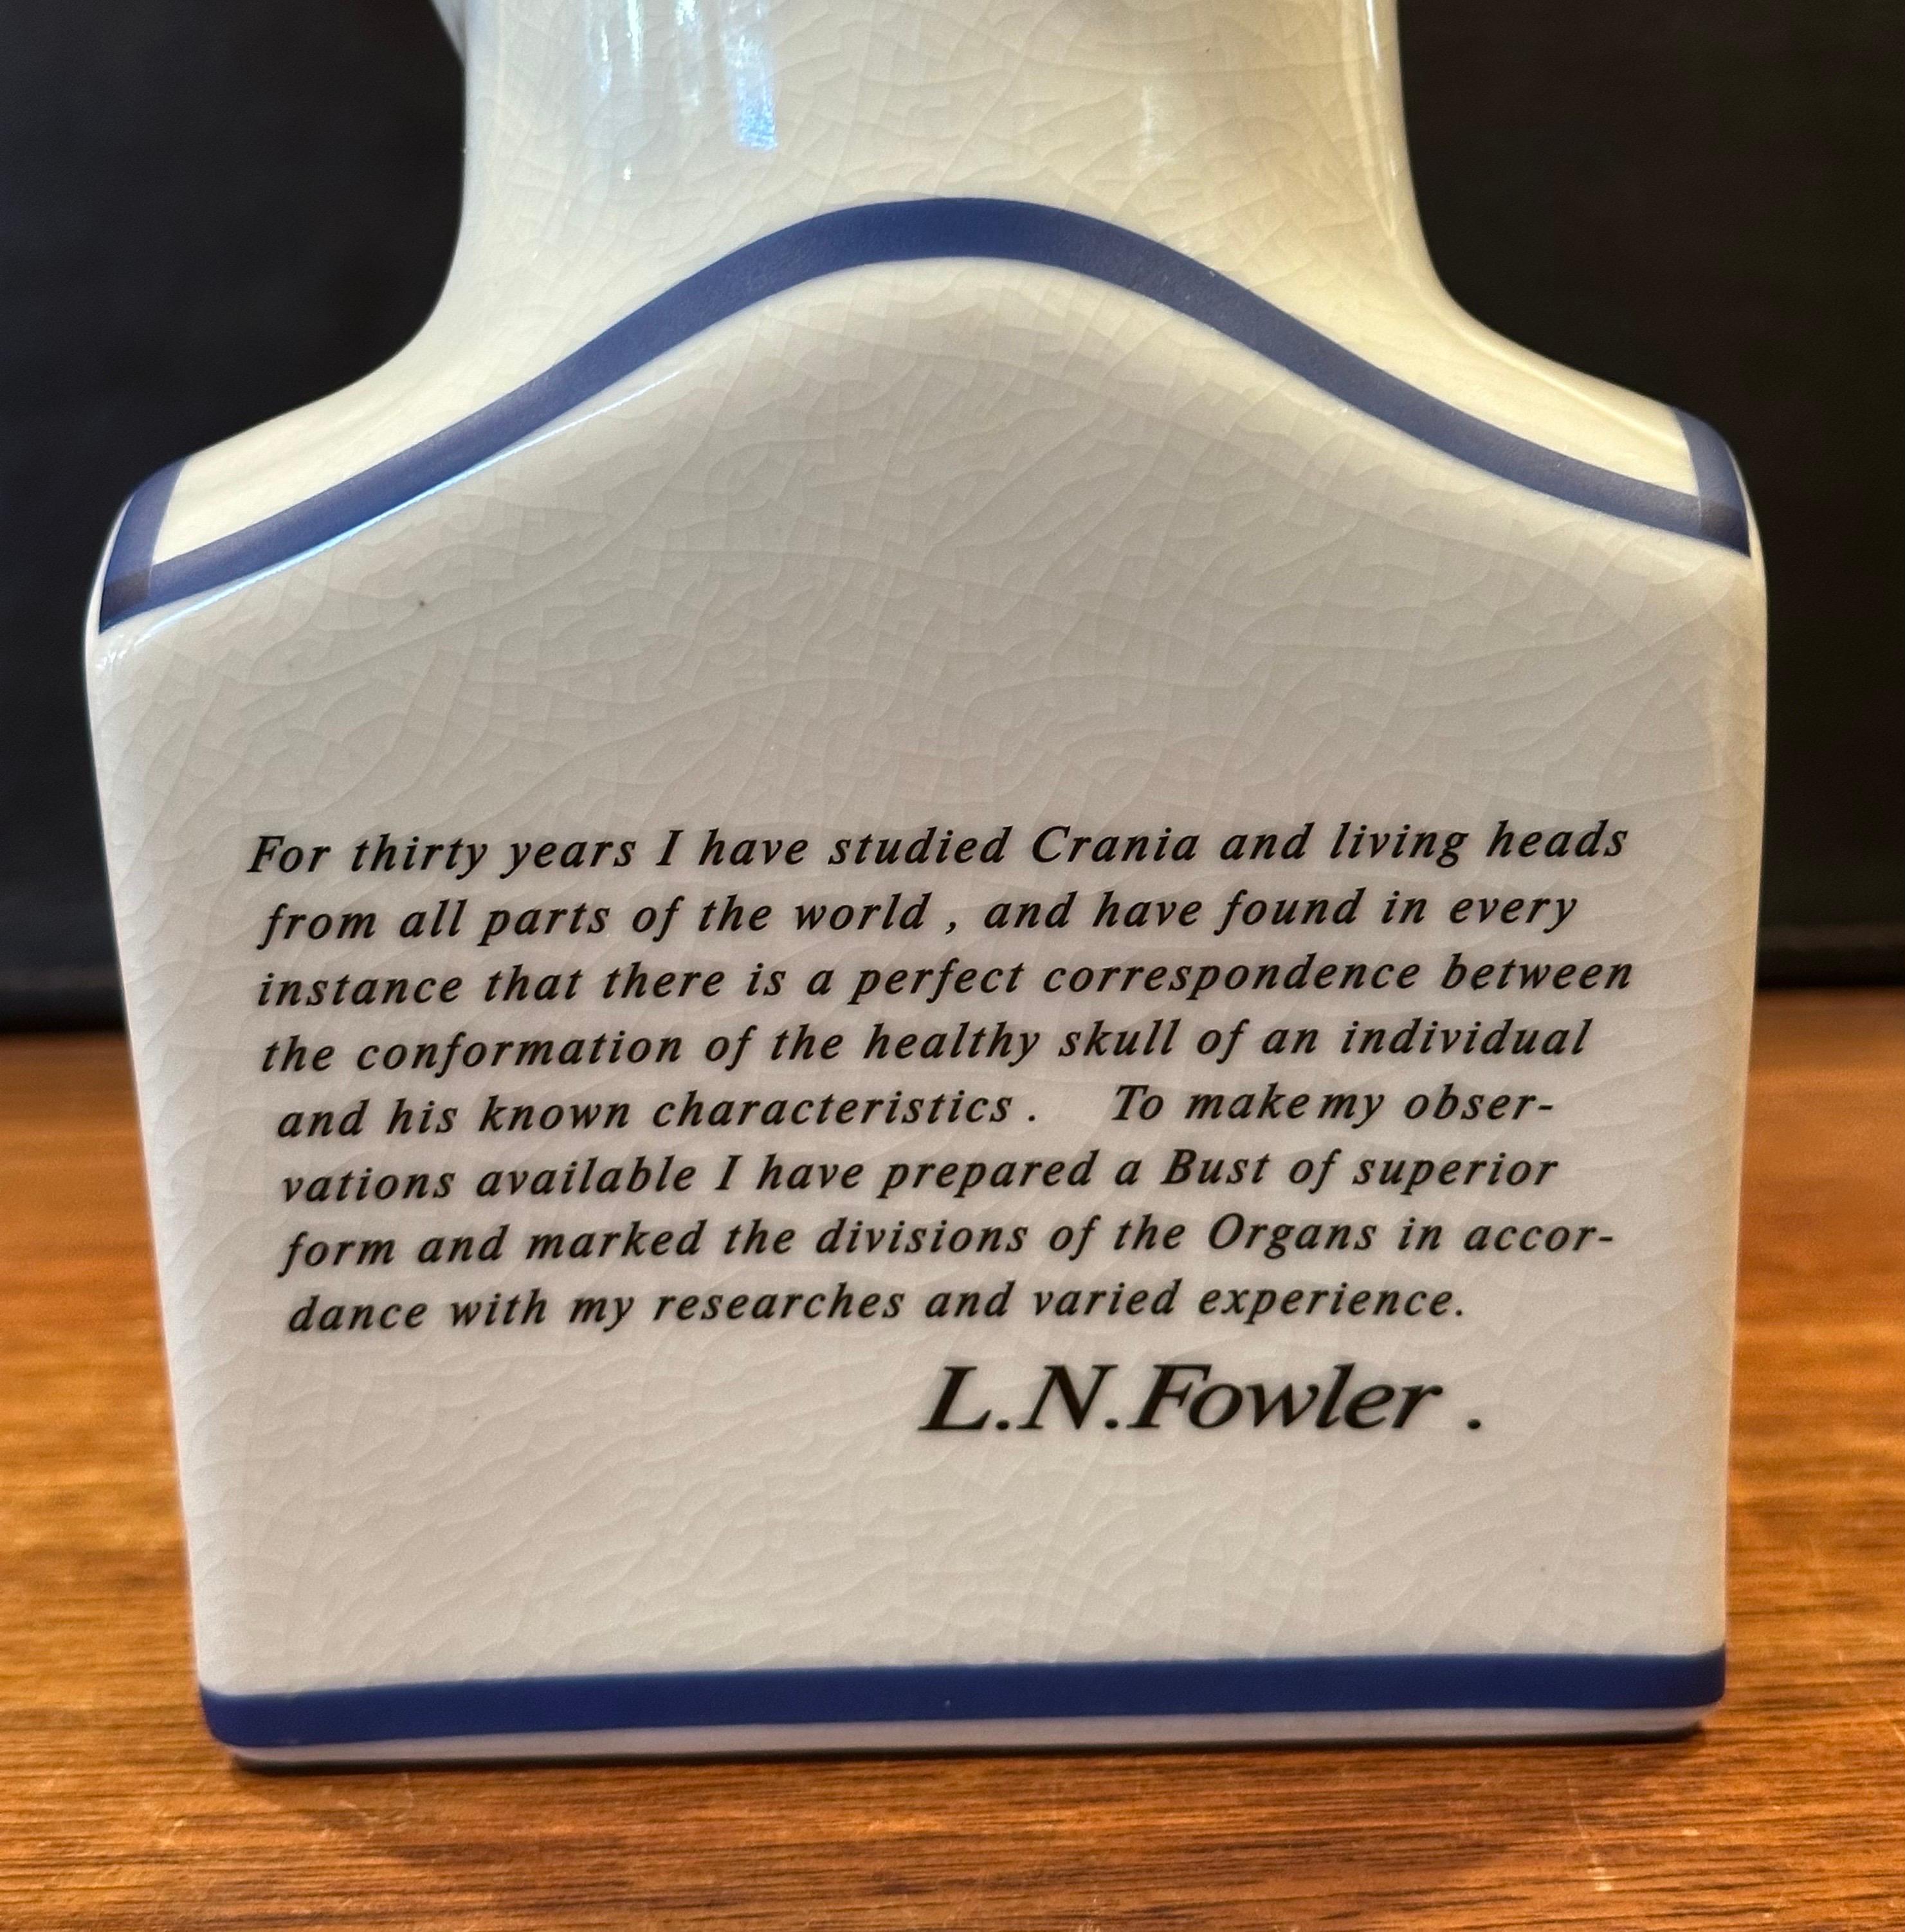 For thirty years I have studied Crania and living heads
from all parts of the world , and have found in every
instance that there is a perfect correspondence between
the conformation of the healthy skull of an individual
and his known characteristics . To make my obser-
vations available I have prepared a Bust of superior
form and marked the divisions of the Organs in accor-
dance with my researches and varied experience.
L.N.Fowler .